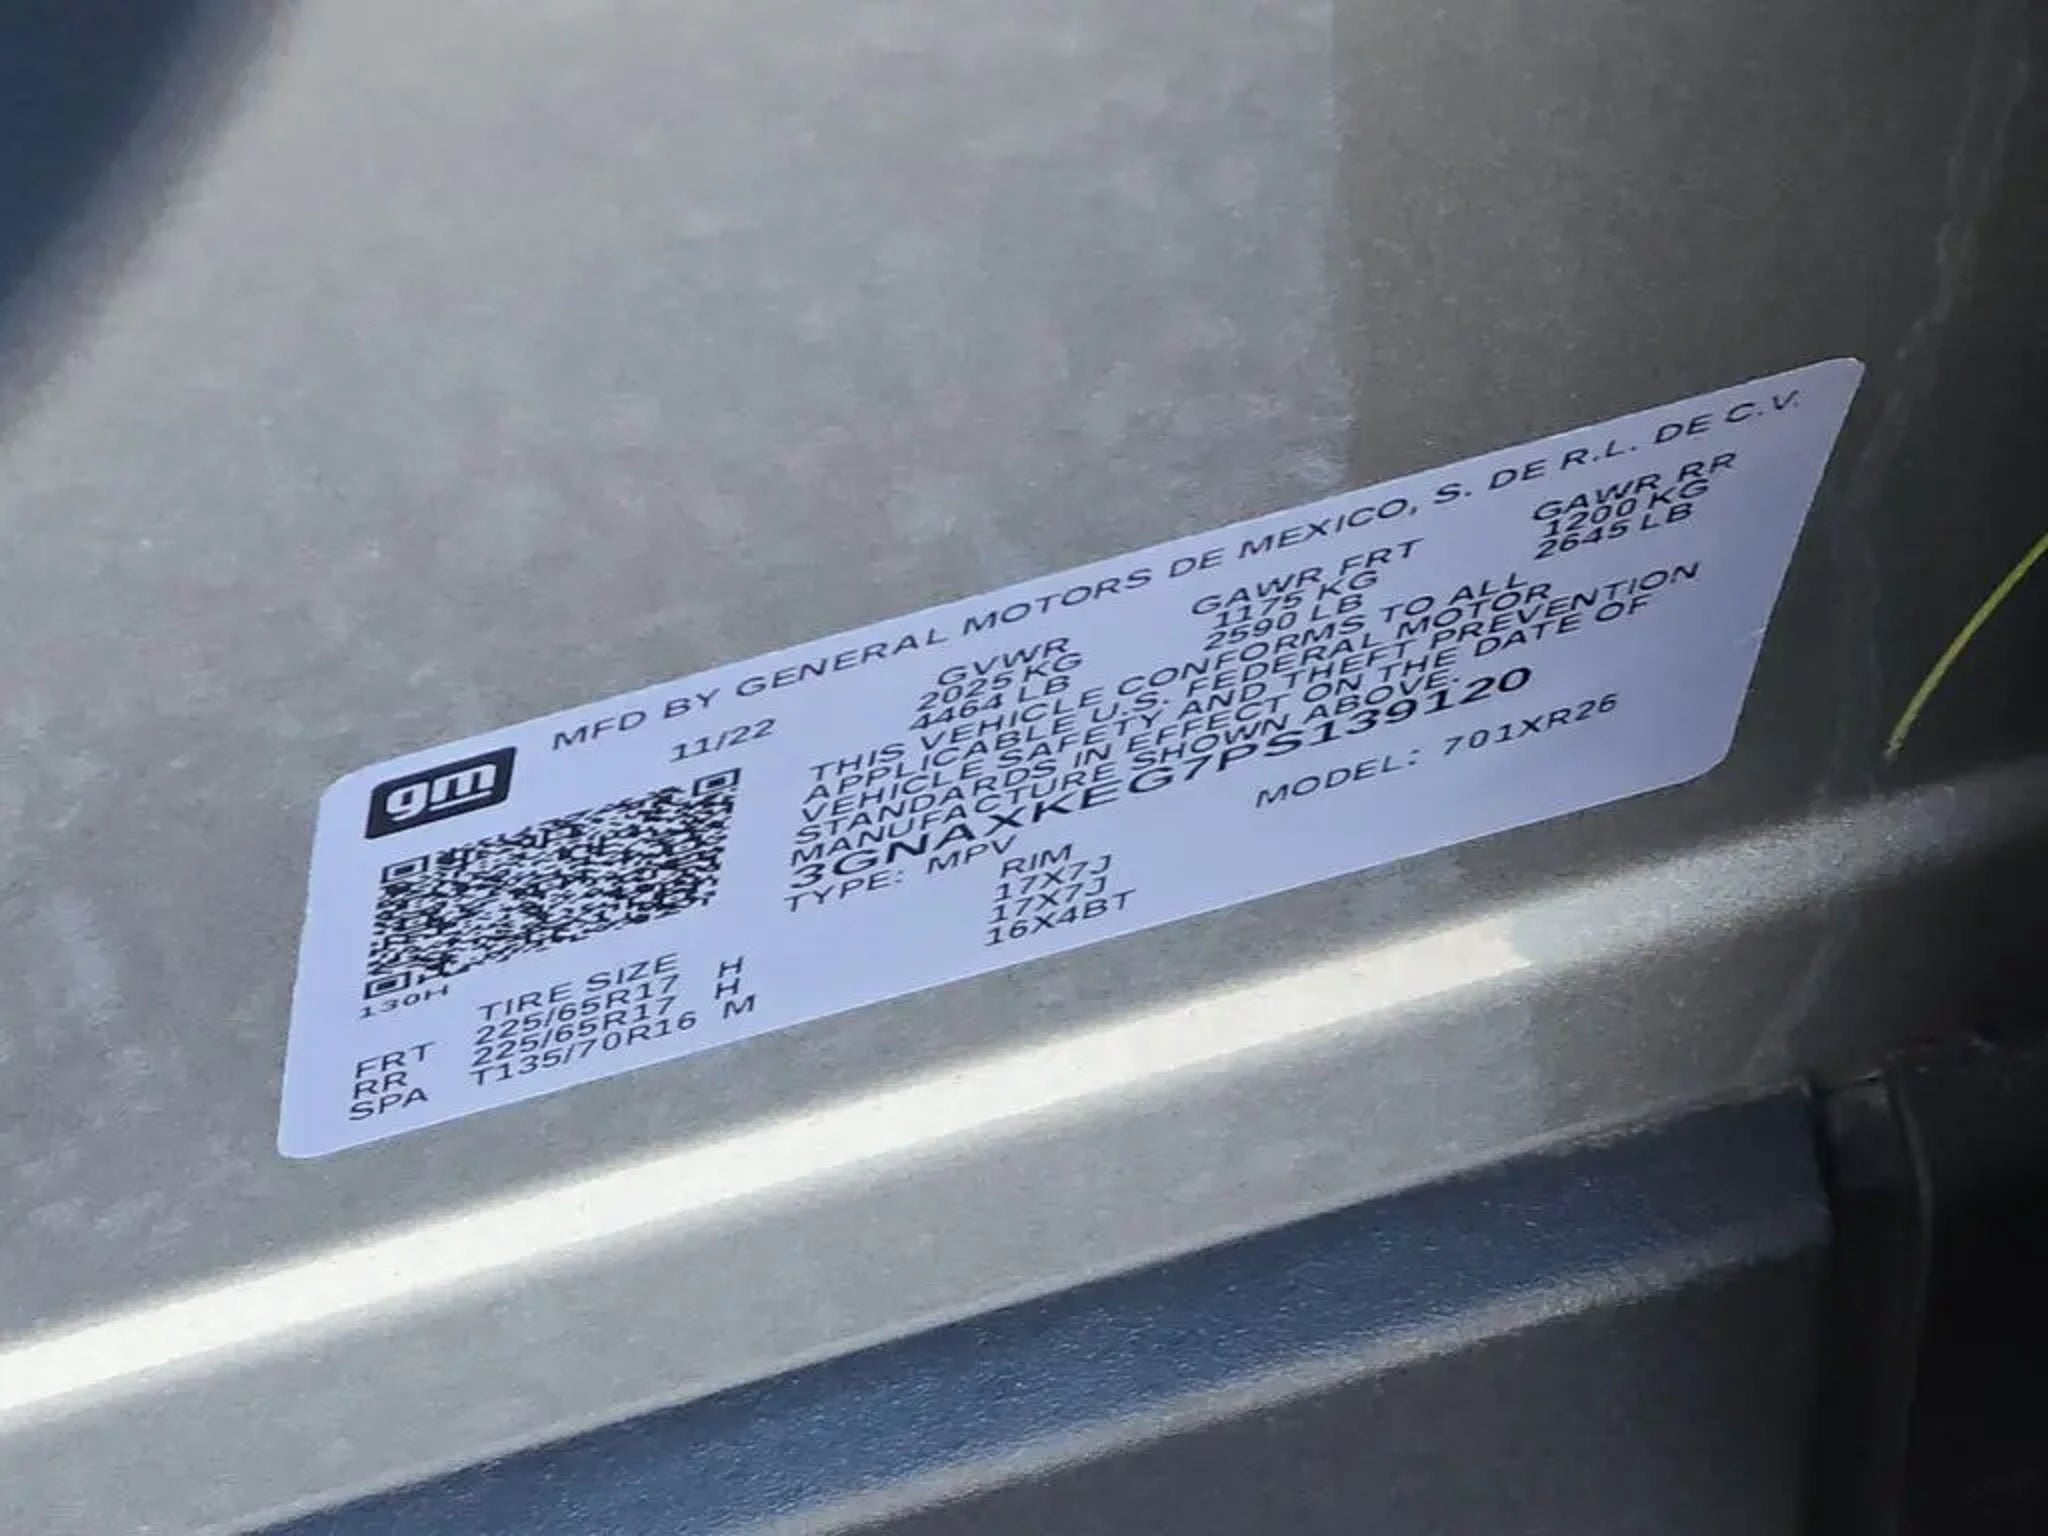 gm
MFD BY GENERAL MOTORS DE MEXICO, S. DE R.L. DE C.V.
11/22
GVWR GAWR FRT GAWR RR
2025 KG 1175 KG 1200 KG
4464 LB 2590 LB 2645 LB
THIS VEHICLE CONFORMS TO ALL
APPLICABLE U.S. FEDERAL MOTOR
VEHICLE SAFETY AND THEFT PREVENTION
STANDARDS IN EFFECT ON THE DATE OF
MANUFACTURE SHOWN ABOVE.
3GNAXKEG7PS139120
TYPE: MPV MODEL: 701XR26
130H
TIRE SIZE RIM
FRT 225/65R17 H 17X7J
RR 225/65R17 H 17X7J
SPA T135/70R16 M 16X4BT